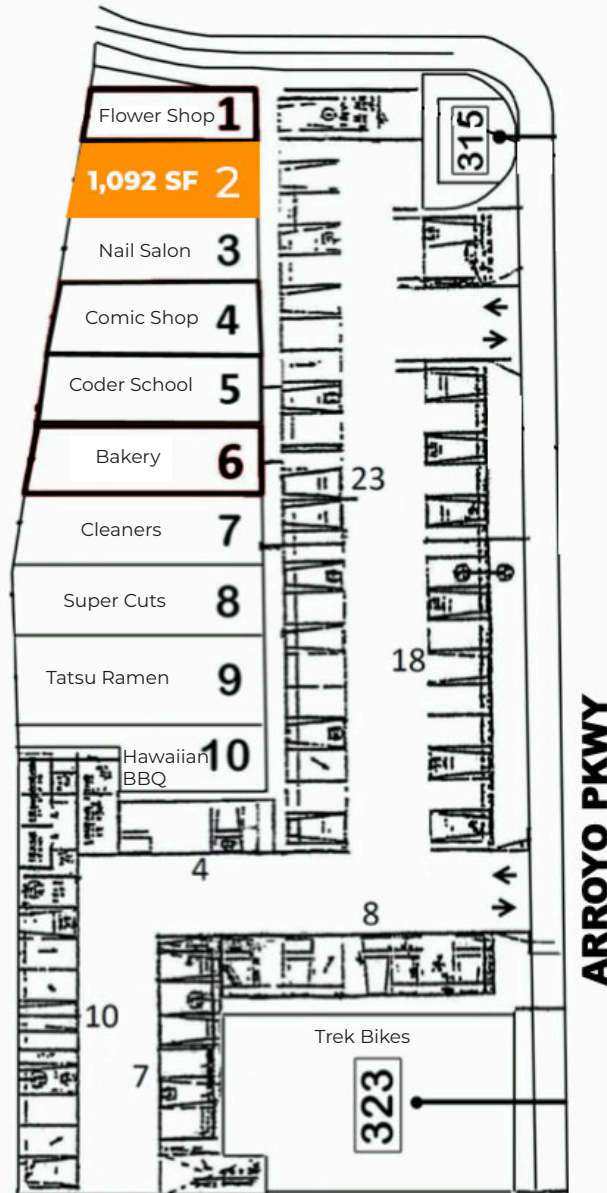 315
Flower Shop 1
1,092 SF 2
Nail Salon 3
Comic Shop 4
Coder School 5
Bakery 6
23
Cleaners 7
Super Cuts 8
18
Tatsu Ramen 9
Hawaiian 10
BBQ
ARROYO PKWY
4
8
10
7
Trek Bikes
323